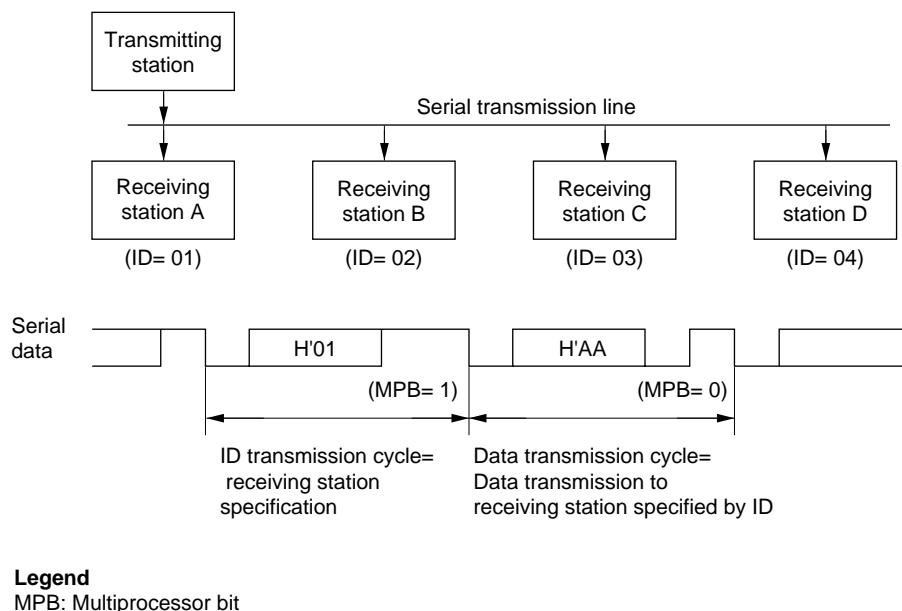 Transmitting
station
Serial transmission line
Receiving
station A
Receiving
station B
Receiving
station C
Receiving
station D
(ID= 01)
(ID= 02)
(ID= 03)
(ID= 04)
Serial
data
H'01
H'AA
(MPB= 1)
(MPB= 0)
ID transmission cycle=
receiving station
specification
Data transmission cycle=
Data transmission to
receiving station specified by ID
Legend
MPB: Multiprocessor bit